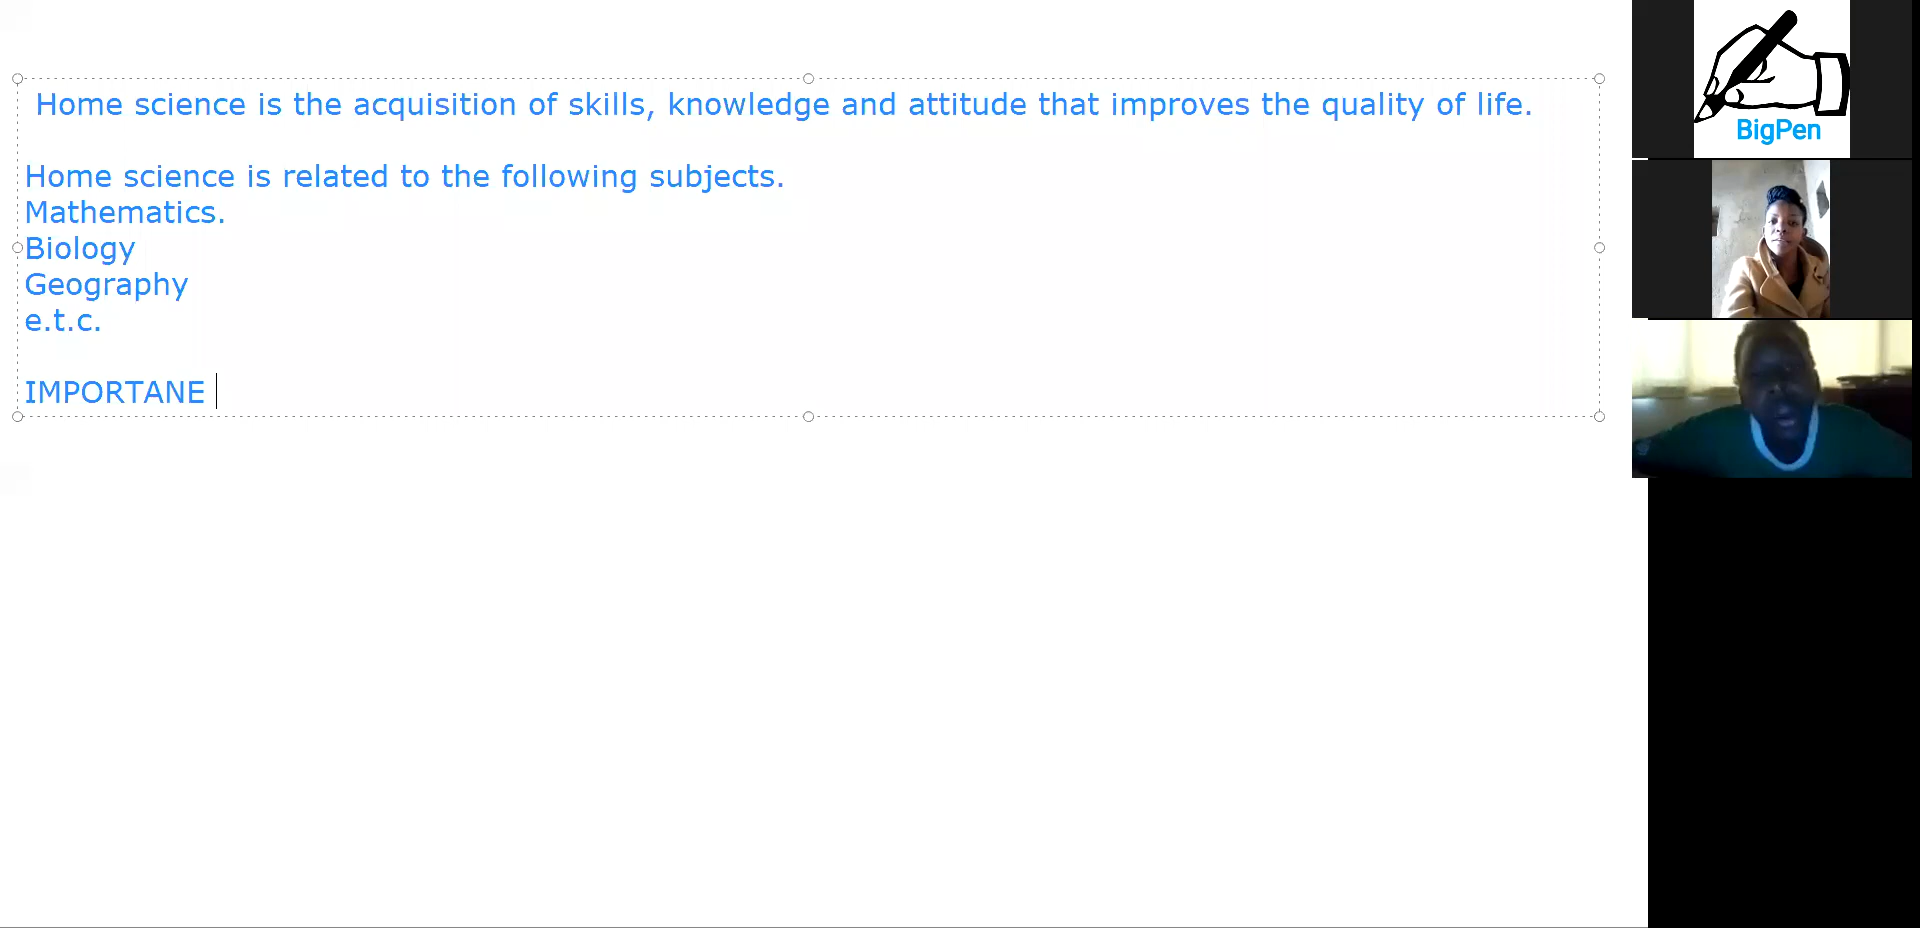 Home science is the acquisition of skills, knowledge and attitude that improves the quality of life.
Home science is related to the following subjects.
Mathematics.
Biology
Geography
e.t.c.
IMPORTANE
BigPen